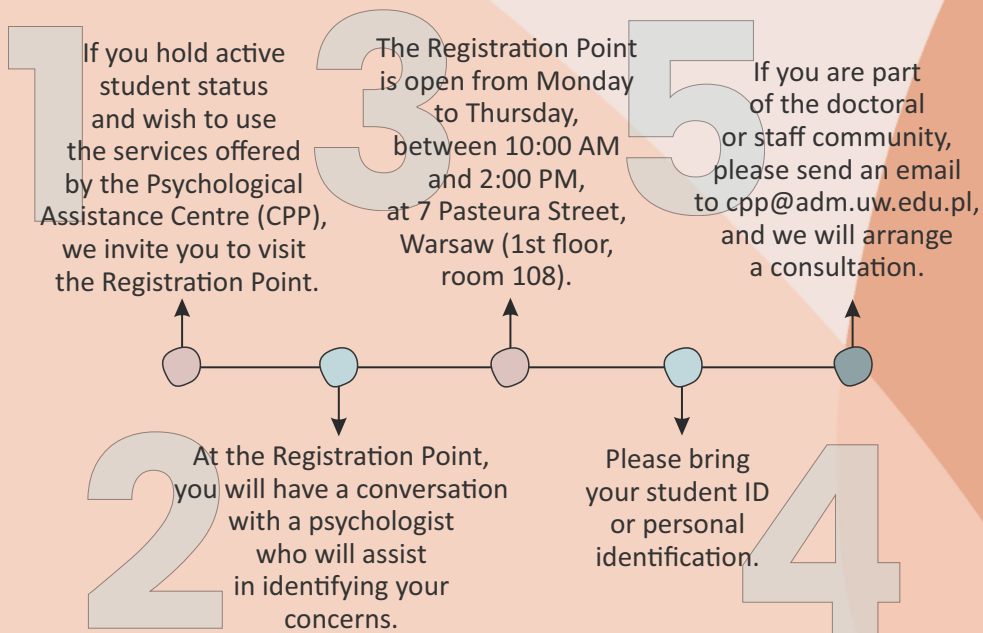 1
If you hold active
student status
and wish to use
the services offered
by the Psychological
Assistance Centre (CPP),
we invite you to visit
the Registration Point.
2
At the Registration Point,
you will have a conversation
with a psychologist
who will assist
in identifying your
concerns.
3
The Registration Point
is open from Monday
to Thursday,
between 10:00 AM
and 2:00 PM,
at 7 Pasteura Street,
Warsaw (1st floor,
room 108).
4
Please bring
your student ID
or personal
identification.
5
If you are part
of the doctoral
or staff community,
please send an email
to cpp@adm.uw.edu.pl,
and we will arrange
a consultation.